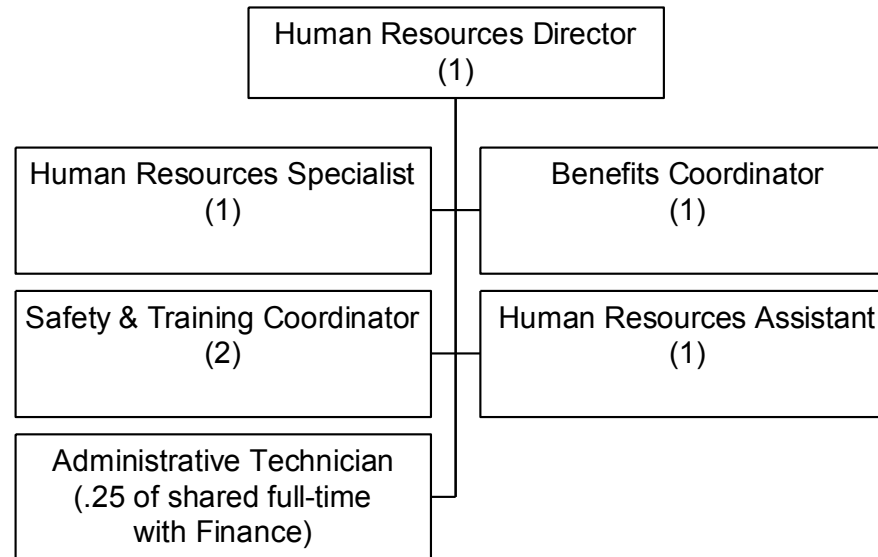 Human Resources Director
(1)
Human Resources Specialist
(1)
Benefits Coordinator
(1)
Safety & Training Coordinator
(2)
Human Resources Assistant
(1)
Administrative Technician
(.25 of shared full-time
with Finance)